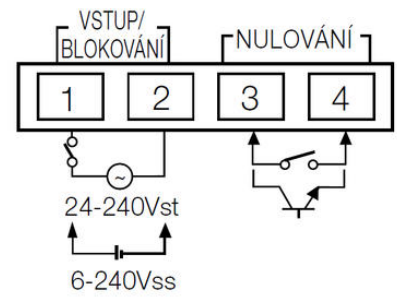 VSTUP/
BLOKOVÁNÍ
NULOVÁNÍ
1 2 3 4
~
24-240Vst
6-240Vss